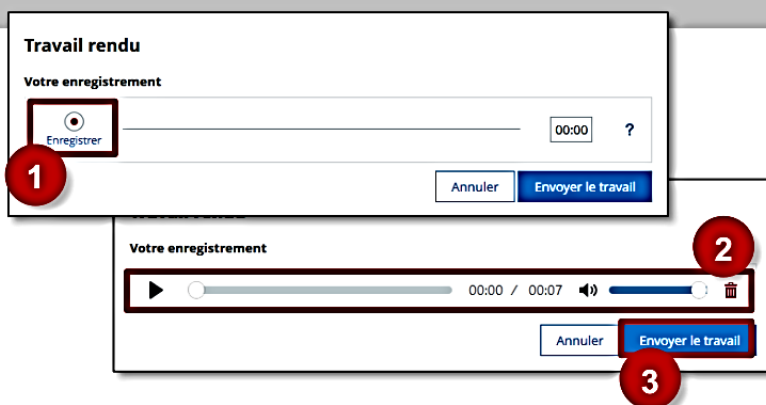 Travail rendu
Votre enregistrement
Enregistrer
00:00 ?
1
Annuler Envoyer le travail
Votre enregistrement
2
00:00 / 00:07
Annuler Envoyer le travail
3